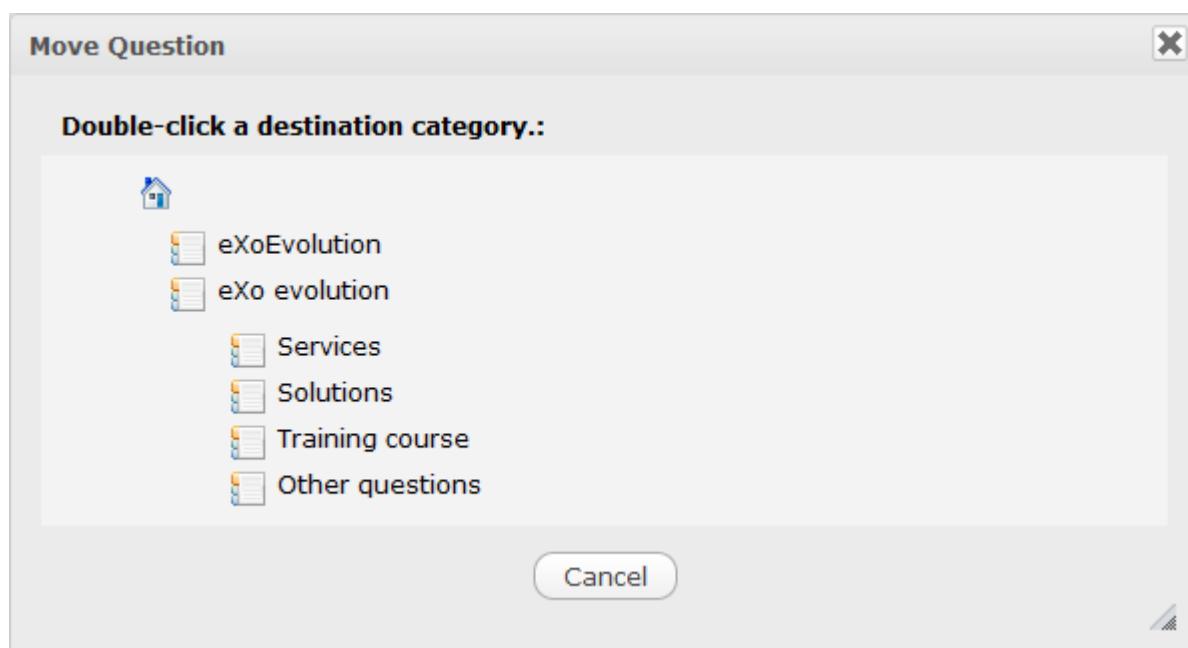 Move Question
Double-click a destination category.:
eXoEvolution
eXo evolution
Services
Solutions
Training course
Other questions
Cancel